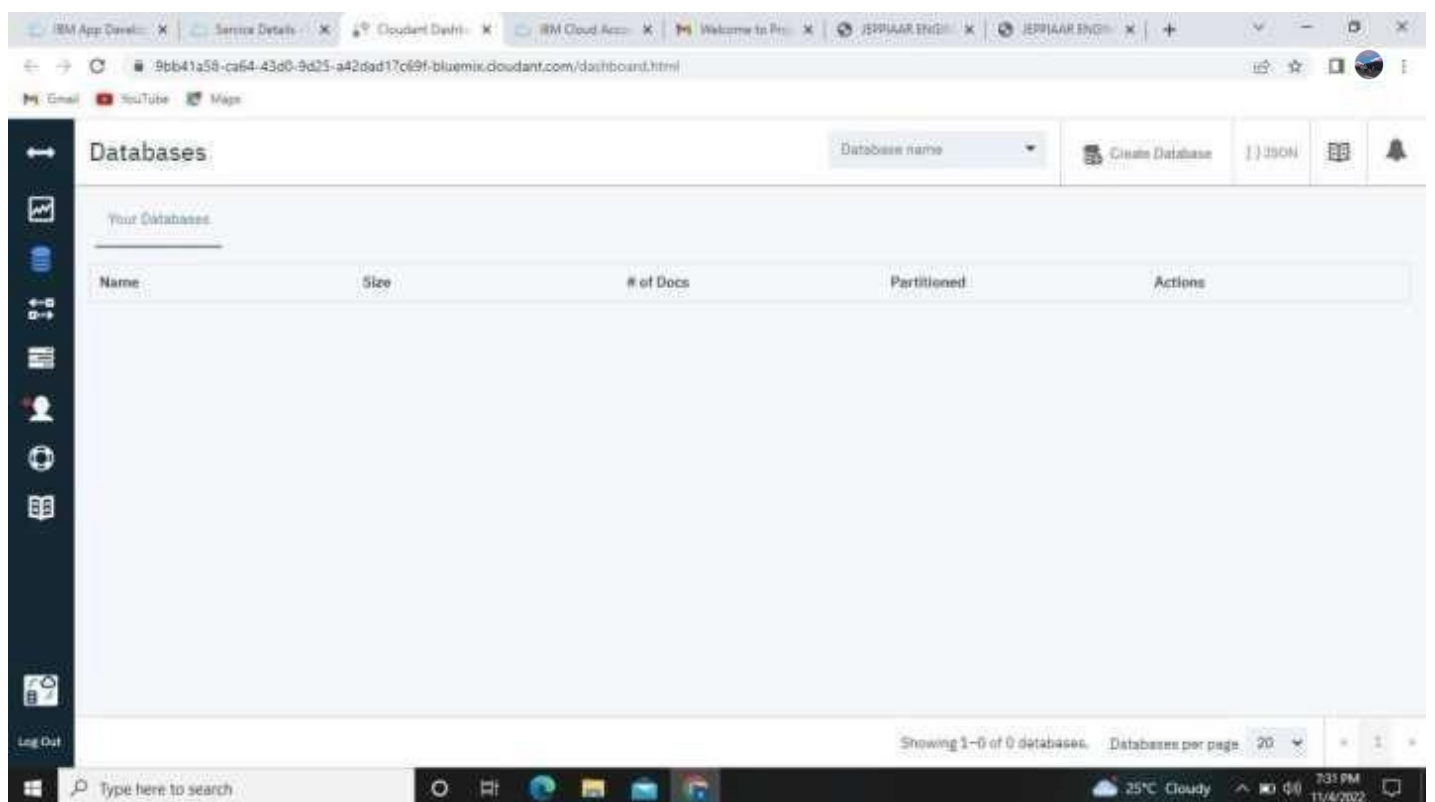 IBM App Develo
Service Details
Cloudant Dashb
IBM Cloud Acco
Welcome to Pro
JEPPIAAR ENGI
JEPPIAAR ENGI
9bb41a58-ca64-43d0-9d25-a42dad17c69f-bluemix.cloudant.com/dashboard.html
Gmail YouTube Maps
Databases
Database name
Create Database
{ } JSON
Your Databases
Name Size # of Docs Partitioned Actions
Log Out
Showing 1–0 of 0 databases. Databases per page 20
« 1 »
Type here to search
25°C Cloudy
7:31 PM
11/4/2022